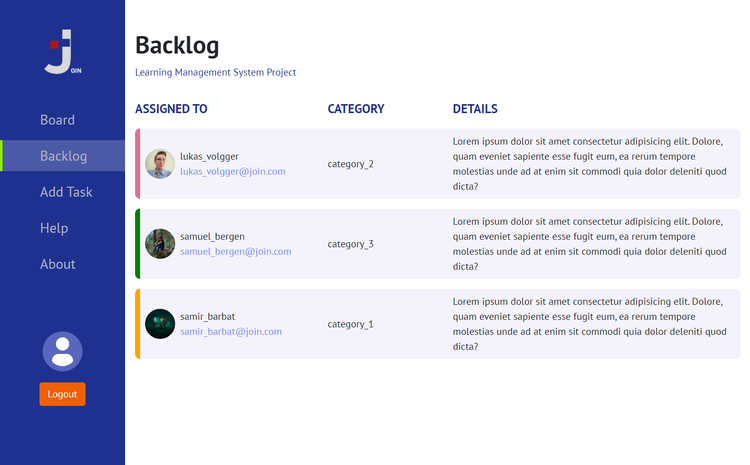 OIN
Board
Backlog
Add Task
Help
About
Logout
Backlog
Learning Management System Project
ASSIGNED TO CATEGORY DETAILS
lukas_volgger
lukas_volgger@join.com
category_2
Lorem ipsum dolor sit amet consectetur adipisicing elit. Dolore,
quam eveniet sapiente esse fugit eum, ea rerum tempore
molestias unde ad at enim sit commodi quia dolor deleniti quod
dicta?
samuel_bergen
samuel_bergen@join.com
category_3
Lorem ipsum dolor sit amet consectetur adipisicing elit. Dolore,
quam eveniet sapiente esse fugit eum, ea rerum tempore
molestias unde ad at enim sit commodi quia dolor deleniti quod
dicta?
samir_barbat
samir_barbat@join.com
category_1
Lorem ipsum dolor sit amet consectetur adipisicing elit. Dolore,
quam eveniet sapiente esse fugit eum, ea rerum tempore
molestias unde ad at enim sit commodi quia dolor deleniti quod
dicta?